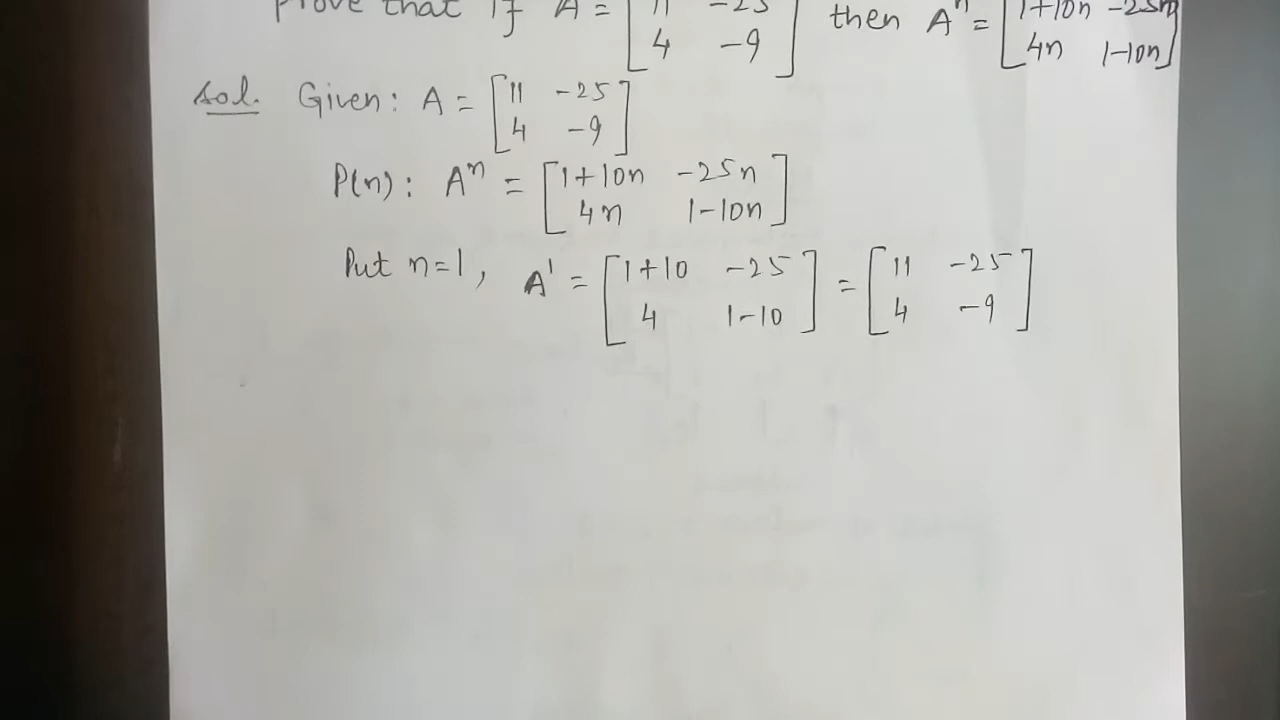 Prove that if A = [11 -25 then Aⁿ = [1+10n -25n
4 -9] 4n 1-10n]
Sol. Given: A = [11 -25
4 -9]
P(n): Aⁿ = [1+10n -25n
4n 1-10n]
Put n=1, A¹ = [1+10 -25 = [11 -25
4 1-10] 4 -9]